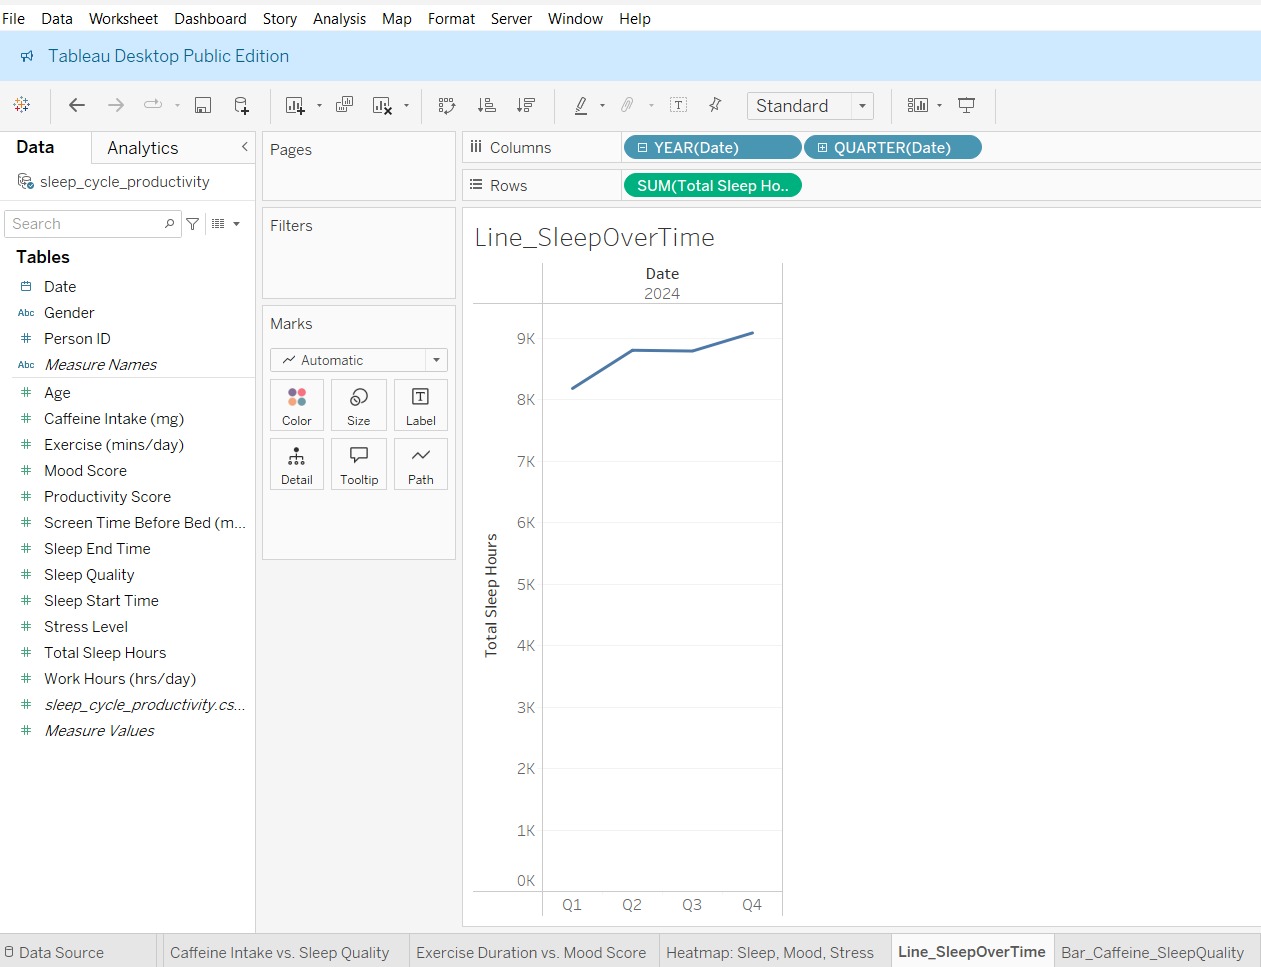 File Data Worksheet Dashboard Story Analysis Map Format Server Window Help
Tableau Desktop Public Edition
Standard
Data Analytics
sleep_cycle_productivity
Search
Tables
Date
Abc Gender
Person ID
Abc Measure Names
Age
Caffeine Intake (mg)
Exercise (mins/day)
Mood Score
Productivity Score
Screen Time Before Bed (m...
Sleep End Time
Sleep Quality
Sleep Start Time
Stress Level
Total Sleep Hours
Work Hours (hrs/day)
sleep_cycle_productivity.cs...
Measure Values
Pages
Filters
Marks
Automatic
Color Size Label
Detail Tooltip Path
Columns YEAR(Date) QUARTER(Date)
Rows SUM(Total Sleep Ho..
Line_SleepOverTime
Date
2024
9K
8K
7K
6K
5K
4K
3K
2K
1K
0K
Total Sleep Hours
Q1 Q2 Q3 Q4
Data Source Caffeine Intake vs. Sleep Quality Exercise Duration vs. Mood Score Heatmap: Sleep, Mood, Stress Line_SleepOverTime Bar_Caffeine_SleepQuality